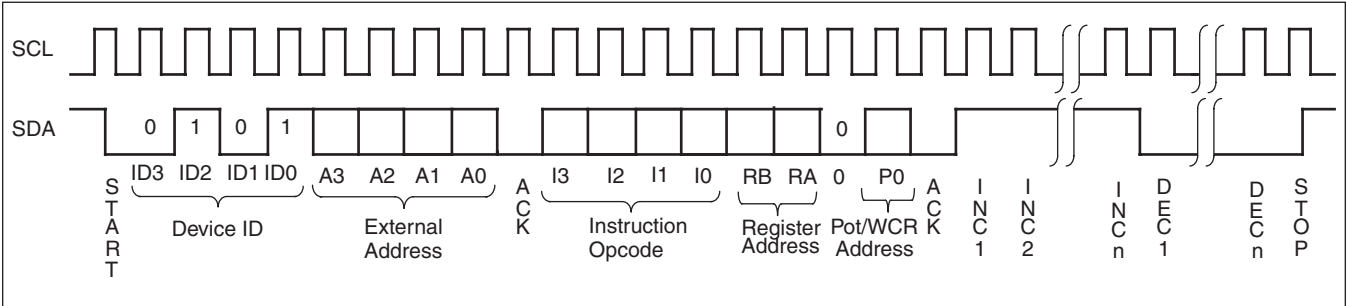 SCL
SDA
0 1 0 1 0
ID3 ID2 ID1 ID0 A3 A2 A1 A0 I3 I2 I1 I0 RB RA 0 P0
START
Device ID
External
Address
ACK
Instruction
Opcode
Register
Address
Pot/WCR
Address
ACK
INC1
INC2
INCn
DEC1
DECn
STOP